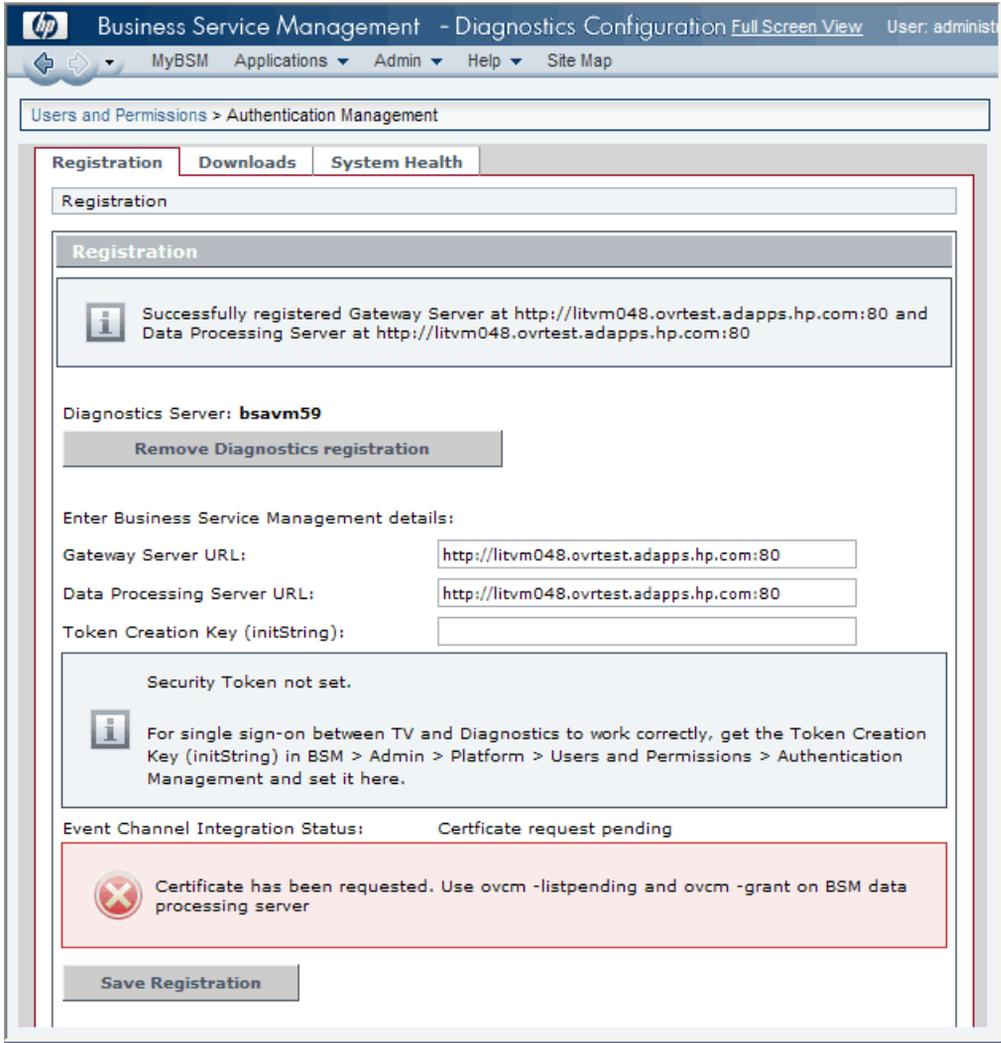 hp Business Service Management - Diagnostics Configuration Full Screen View User: administ
MyBSM Applications Admin Help Site Map
Users and Permissions > Authentication Management
Registration Downloads System Health
Registration
Registration
Successfully registered Gateway Server at http://litvm048.ovrtest.adapps.hp.com:80 and
Data Processing Server at http://litvm048.ovrtest.adapps.hp.com:80
Diagnostics Server: bsavm59
Remove Diagnostics registration
Enter Business Service Management details:
Gateway Server URL: http://litvm048.ovrtest.adapps.hp.com:80
Data Processing Server URL: http://litvm048.ovrtest.adapps.hp.com:80
Token Creation Key (initString):
Security Token not set.
For single sign-on between TV and Diagnostics to work correctly, get the Token Creation
Key (initString) in BSM > Admin > Platform > Users and Permissions > Authentication
Management and set it here.
Event Channel Integration Status: Certficate request pending
Certificate has been requested. Use ovcm -listpending and ovcm -grant on BSM data
processing server
Save Registration